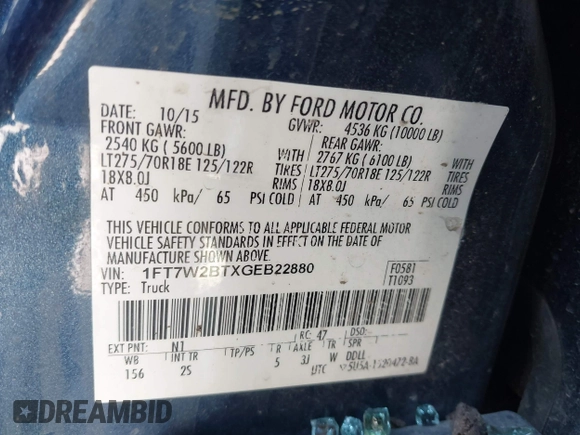 MFD. BY FORD MOTOR CO.
DATE: 10/15 GVWR: 4536 KG (10000 LB)
FRONT GAWR: REAR GAWR:
2540 KG ( 5600 LB) WITH 2767 KG ( 6100 LB) WITH
LT275/70R18E 125/122R TIRES LT275/70R18E 125/122R TIRES
18X8.0J RIMS 18X8.0J RIMS
AT 450 kPa/ 65 PSI COLD AT 450 kPa/ 65 PSI COLD
THIS VEHICLE CONFORMS TO ALL APPLICABLE FEDERAL MOTOR
VEHICLE SAFETY STANDARDS IN EFFECT ON THE DATE OF
MANUFACTURE SHOWN ABOVE.
VIN: 1FT7W2BTXGEB22880 F0581
TYPE: Truck T1093
EXT PNT: N1 RC: 47 DSO:
WB INT TR TP/PS R AXLE TR SPR
156 2S 5 3J W DDLL
UTC
DREAMBID